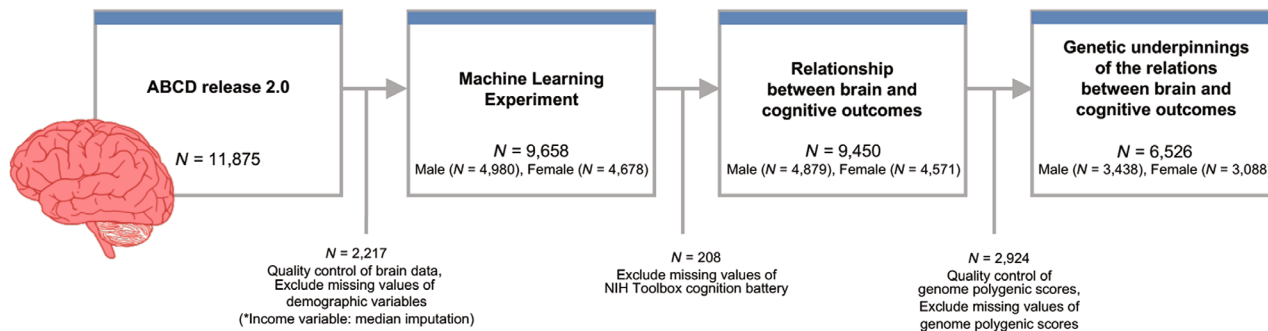 ABCD release 2.0
N = 11,875
Machine Learning
Experiment
N = 9,658
Male (N = 4,980), Female (N = 4,678)
Relationship
between brain and
cognitive outcomes
N = 9,450
Male (N = 4,879), Female (N = 4,571)
Genetic underpinnings
of the relations
between brain and
cognitive outcomes
N = 6,526
Male (N = 3,438), Female (N = 3,088)
N = 2,217
Quality control of brain data,
Exclude missing values of
demographic variables
(*Income variable: median imputation)
N = 208
Exclude missing values of
NIH Toolbox cognition battery
N = 2,924
Quality control of
genome polygenic scores,
Exclude missing values of
genome polygenic scores